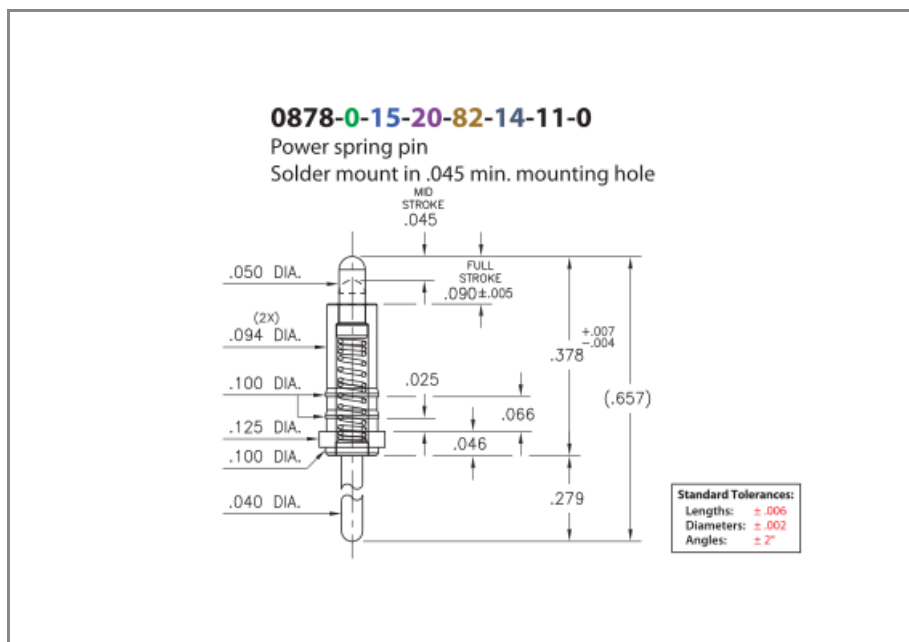 0878-0-15-20-82-14-11-0
Power spring pin
Solder mount in .045 min. mounting hole
MID
STROKE
.045
.050 DIA.
FULL
STROKE
.090±.005
(2X)
.094 DIA.
+.007
-.004
.378
.100 DIA.
.025
(.657)
.066
.125 DIA.
.046
.100 DIA.
.040 DIA.
.279
Standard Tolerances:
Lengths: ± .006
Diameters: ± .002
Angles: ± 2°